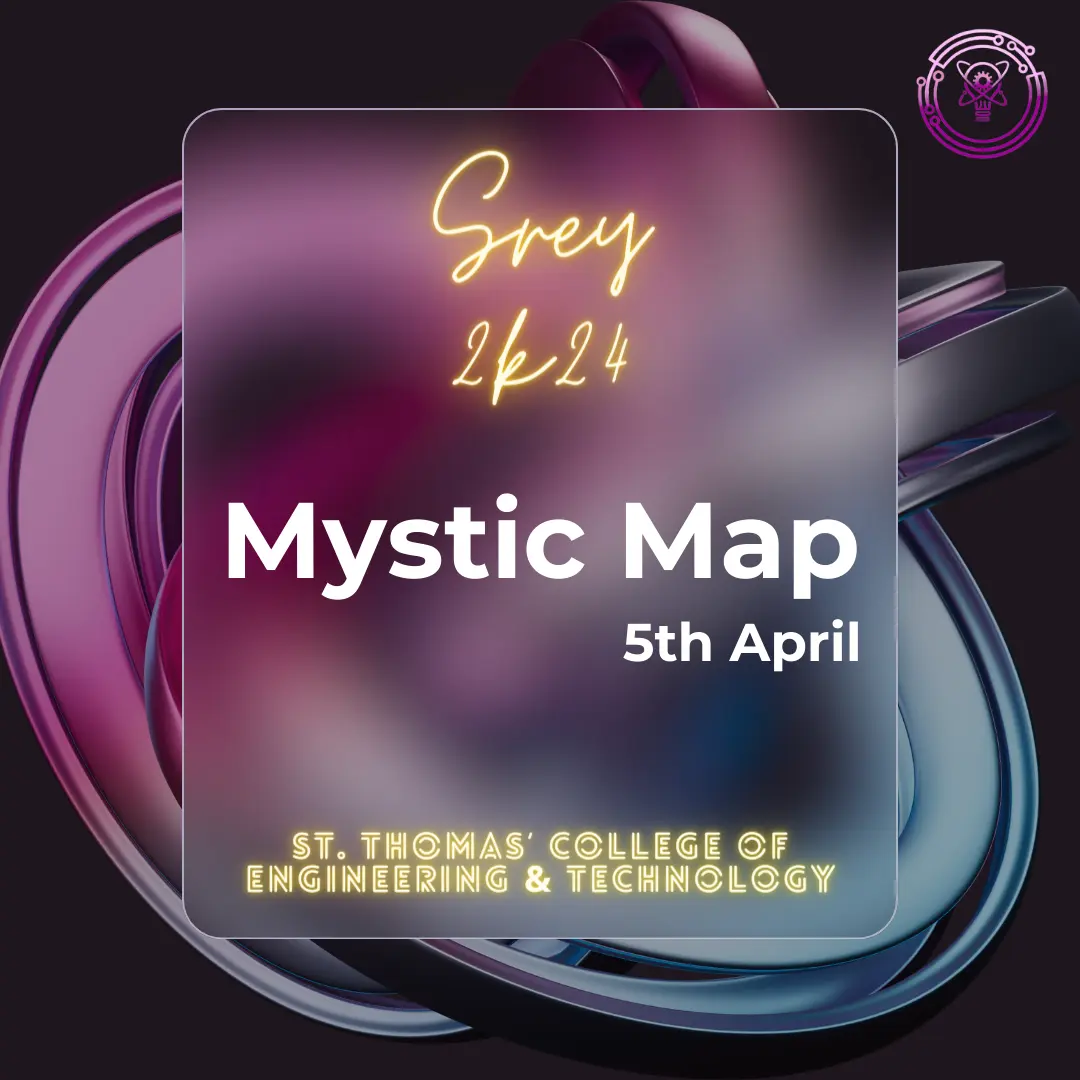 Srey
2k24
Mystic Map
5th April
ST. THOMAS' COLLEGE OF
ENGINEERING & TECHNOLOGY